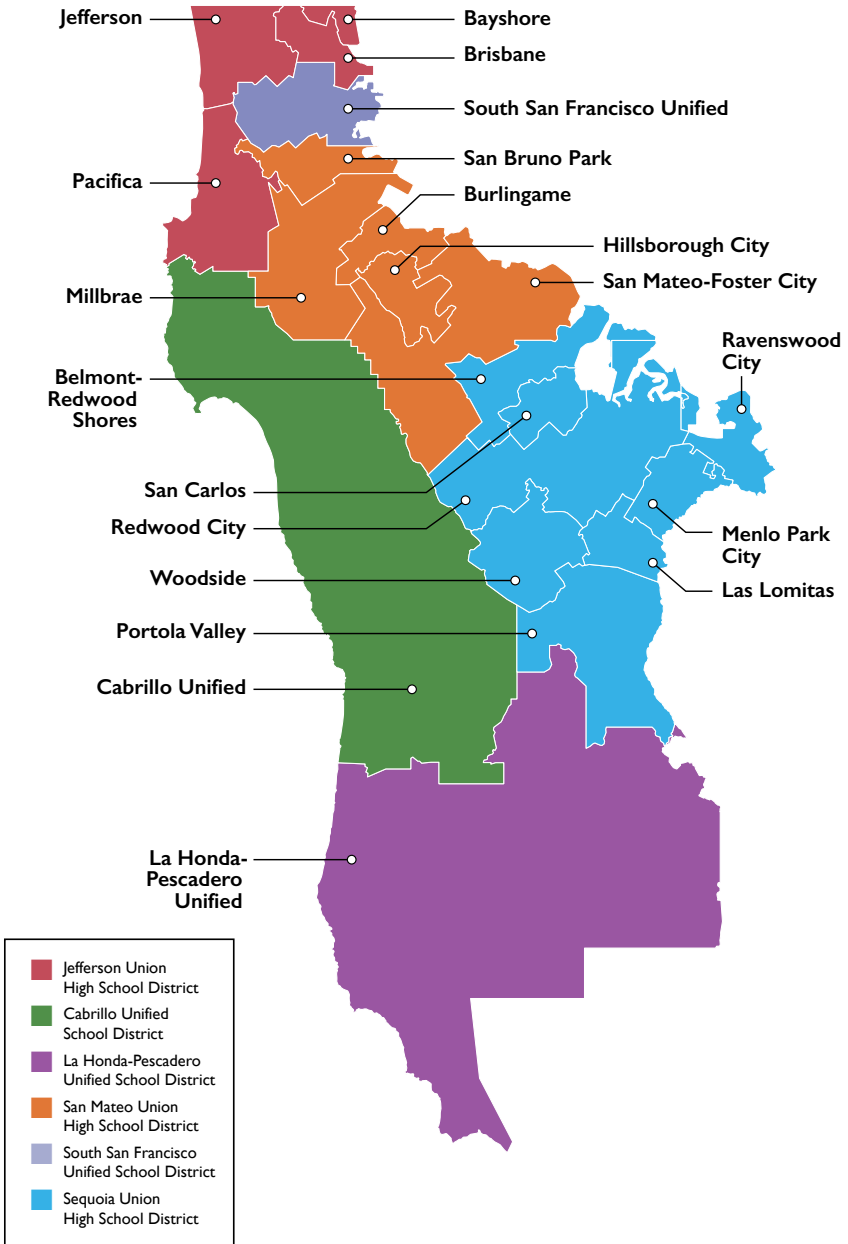 Jefferson
Bayshore
Brisbane
South San Francisco Unified
San Bruno Park
Pacifica
Burlingame
Hillsborough City
San Mateo-Foster City
Millbrae
Ravenswood
City
Belmont-
Redwood
Shores
San Carlos
Redwood City
Menlo Park
City
Woodside
Las Lomitas
Portola Valley
Cabrillo Unified
La Honda-
Pescadero
Unified
Jefferson Union
High School District
Cabrillo Unified
School District
La Honda-Pescadero
Unified School District
San Mateo Union
High School District
South San Francisco
Unified School District
Sequoia Union
High School District